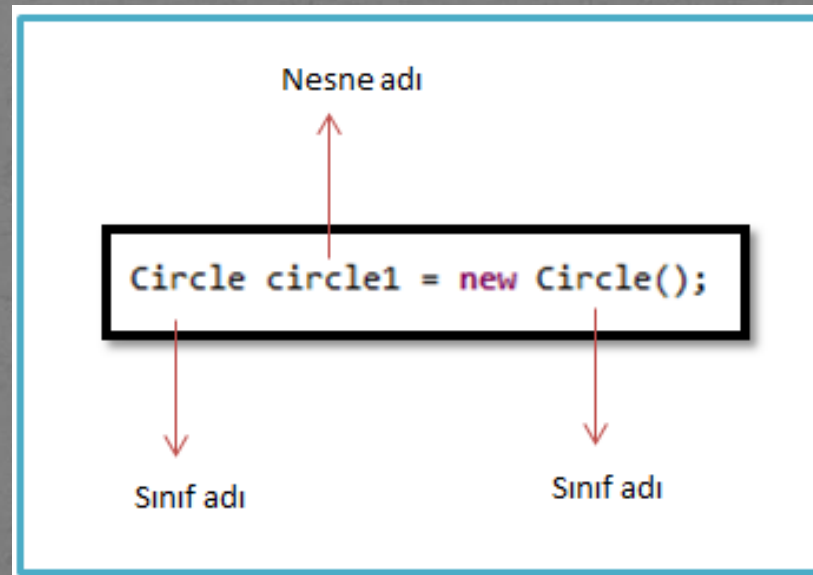 Nesne adı
Circle circle1 = new Circle();
Sınıf adı
Sınıf adı